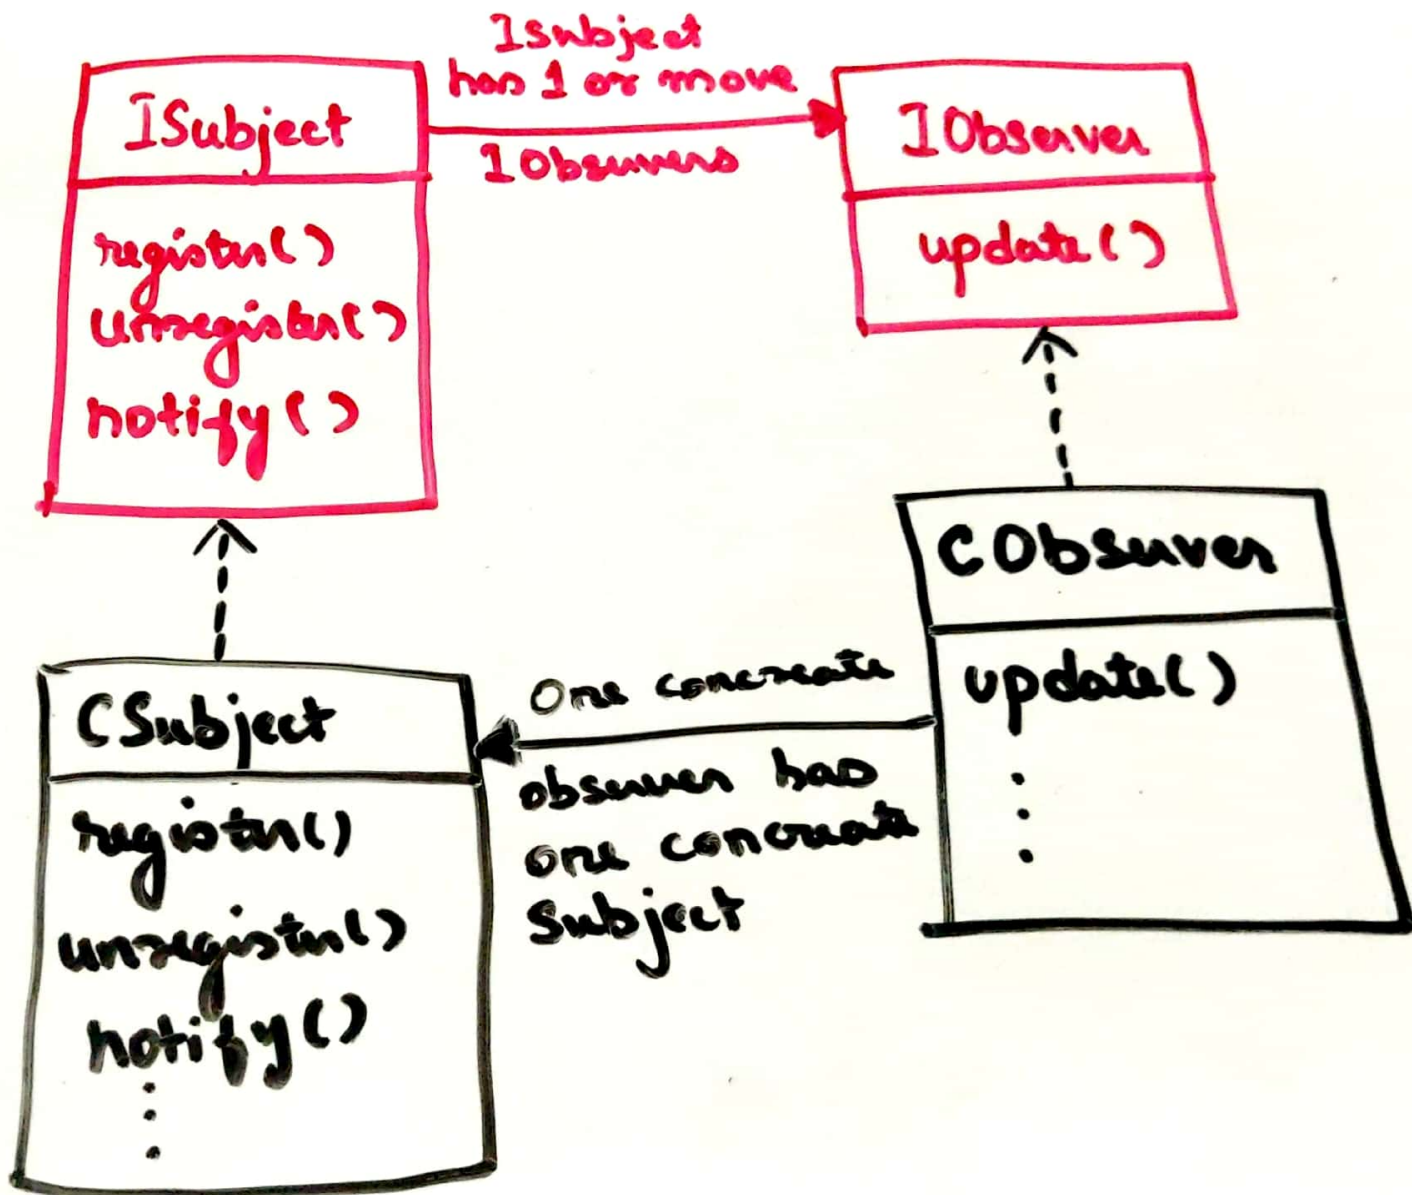 ISubject
has 1 or more
IObservers
ISubject
register()
unregister()
notify()
IObserver
update()
CObserver
update()
CSubject
register()
unregister()
notify()
One concreate
observer has
one concreate
Subject